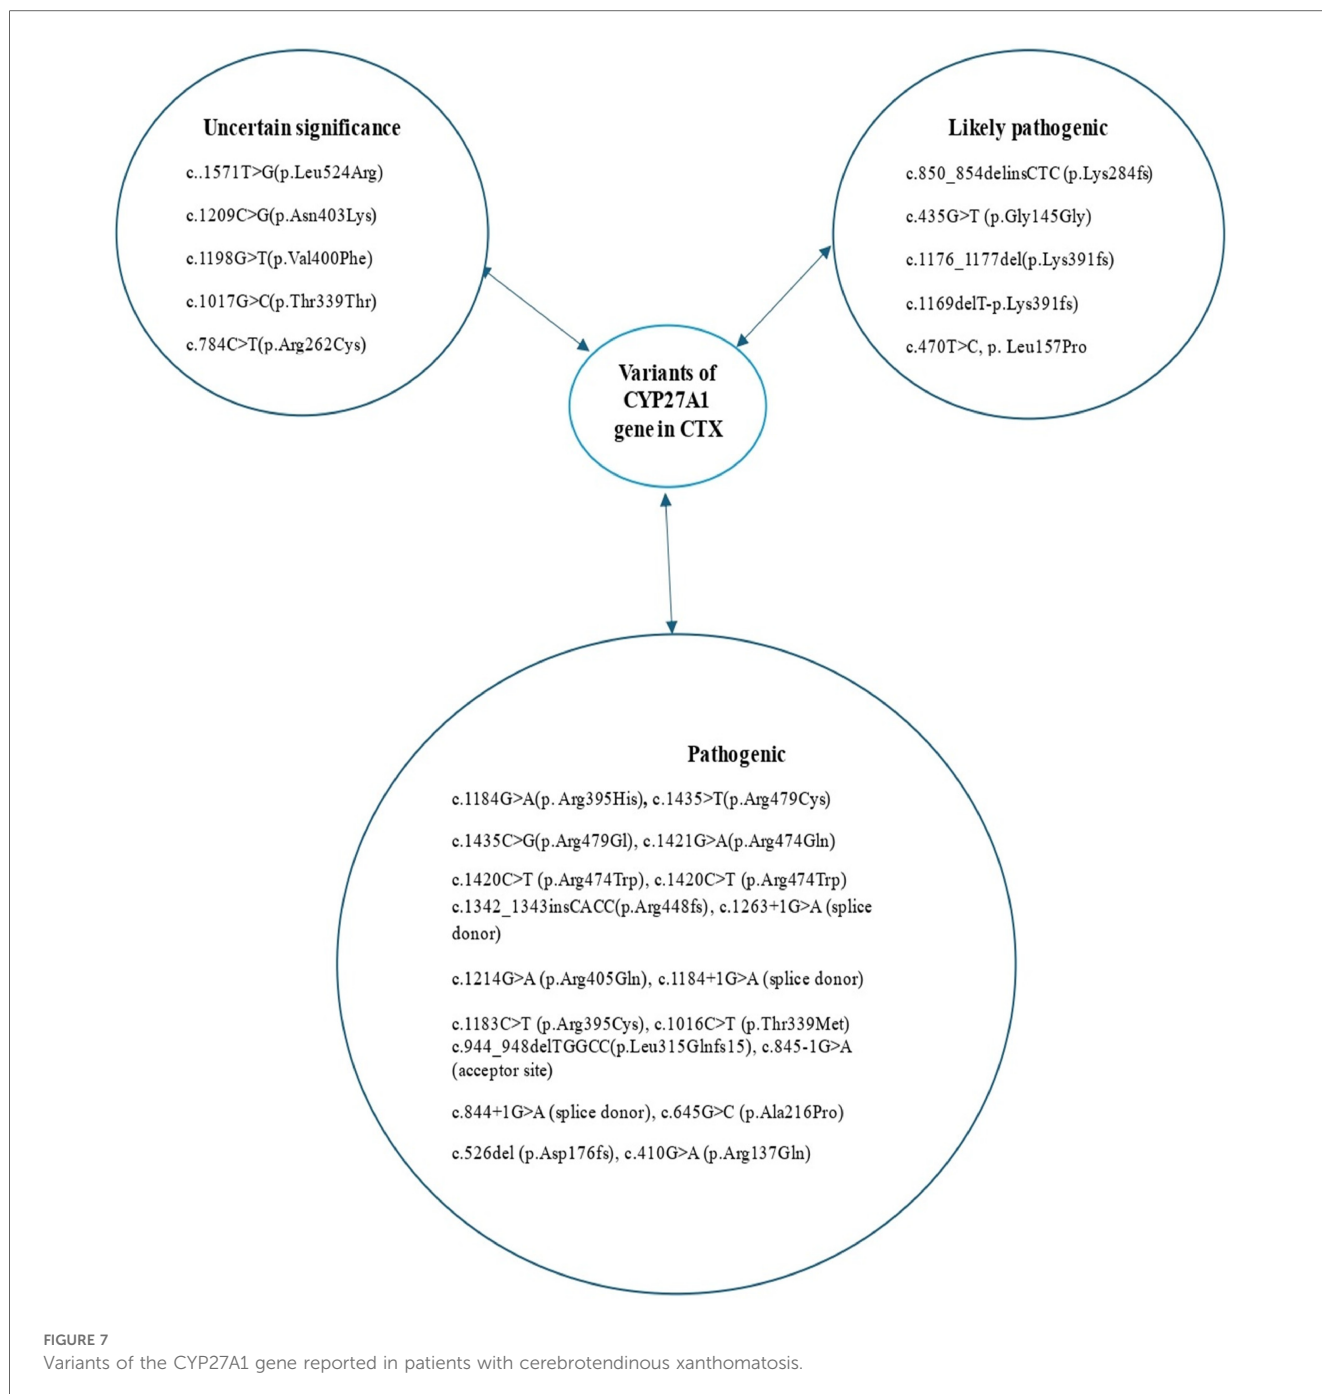 Uncertain significance
c..1571T>G(p.Leu524Arg)
c.1209C>G(p.Asn403Lys)
c.1198G>T(p.Val400Phe)
c.1017G>C(p.Thr339Thr)
c.784C>T(p.Arg262Cys)
Likely pathogenic
c.850_854delinsCTC (p.Lys284fs)
c.435G>T (p.Gly145Gly)
c.1176_1177del(p.Lys391fs)
c.1169delT-p.Lys391fs)
c.470T>C, p. Leu157Pro
Variants of
CYP27A1
gene in CTX
Pathogenic
c.1184G>A(p. Arg395His), c.1435>T(p.Arg479Cys)
c.1435C>G(p.Arg479Gl), c.1421G>A(p.Arg474Gln)
c.1420C>T (p.Arg474Trp), c.1420C>T (p.Arg474Trp)
c.1342_1343insCACC(p.Arg448fs), c.1263+1G>A (splice
donor)
c.1214G>A (p.Arg405Gln), c.1184+1G>A (splice donor)
c.1183C>T (p.Arg395Cys), c.1016C>T (p.Thr339Met)
c.944_948delTGGCC(p.Leu315Glnfs15), c.845-1G>A
(acceptor site)
c.844+1G>A (splice donor), c.645G>C (p.Ala216Pro)
c.526del (p.Asp176fs), c.410G>A (p.Arg137Gln)
FIGURE 7
Variants of the CYP27A1 gene reported in patients with cerebrotendinous xanthomatosis.